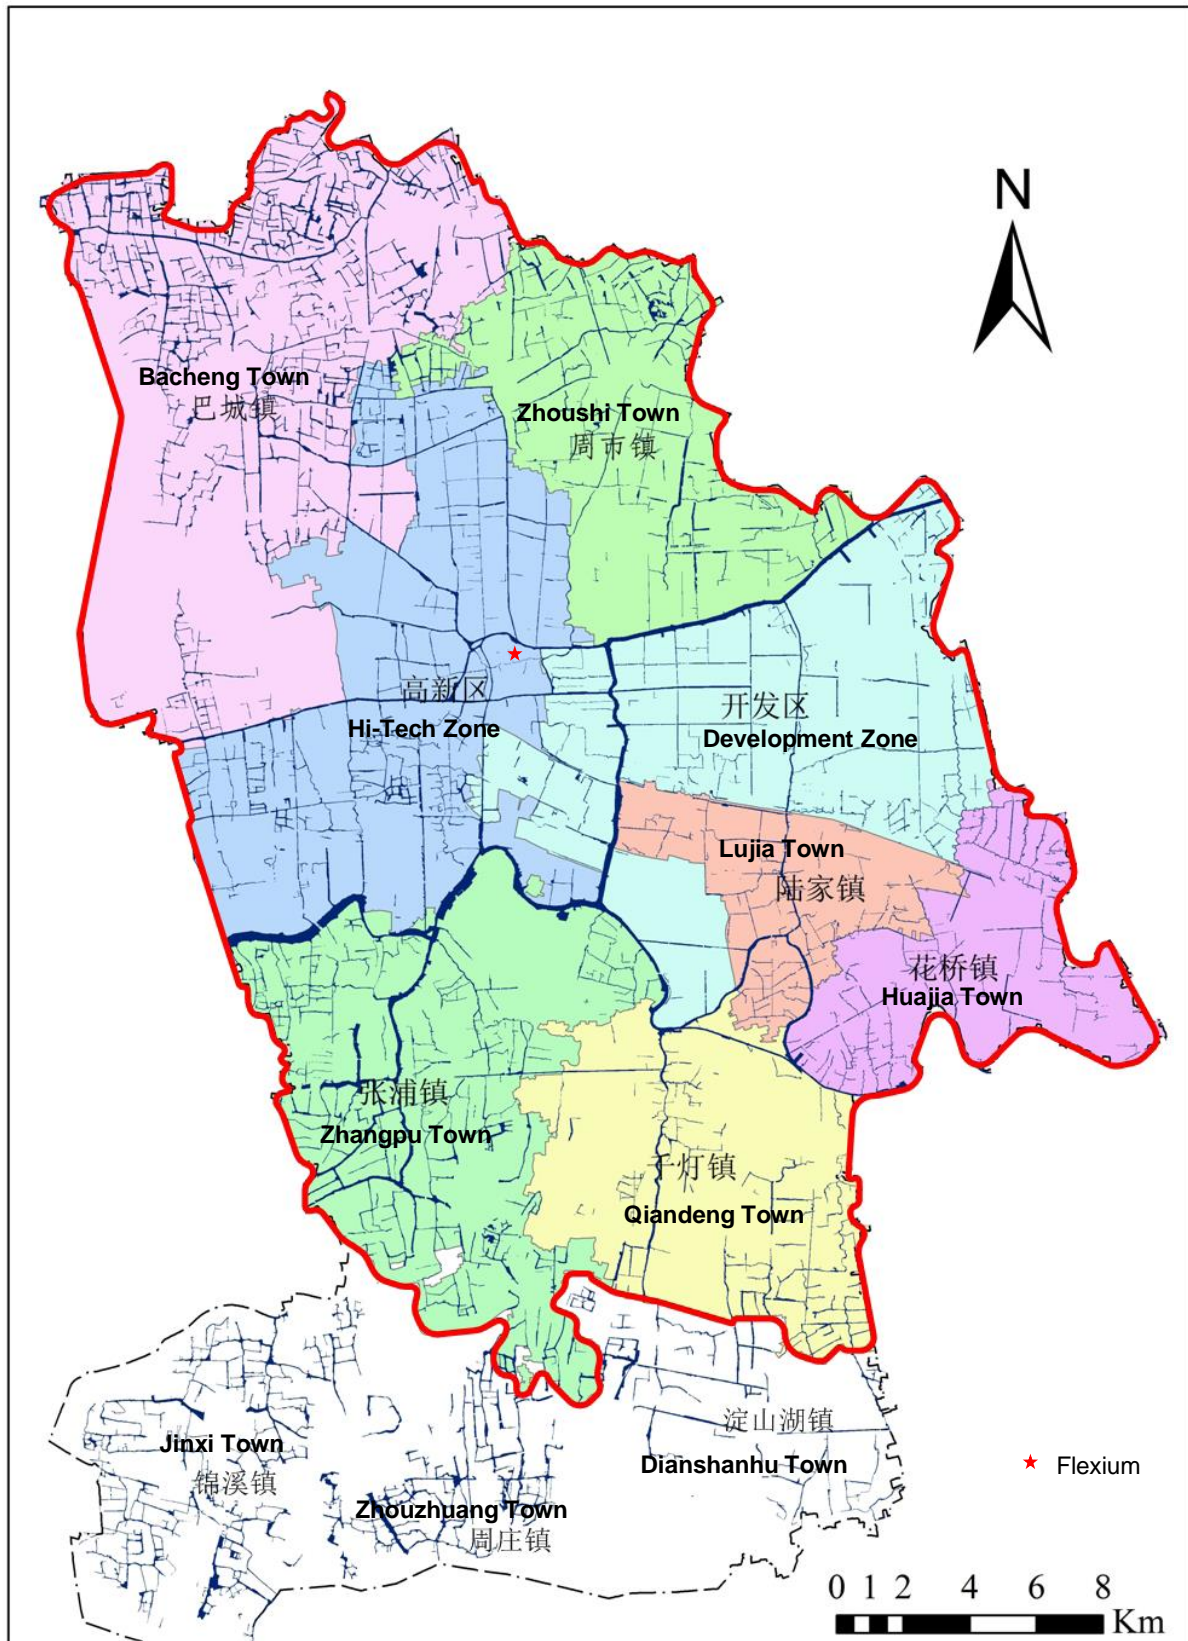 N
Bacheng Town
巴城镇
Zhoushi Town
周市镇
高新区
Hi-Tech Zone
开发区
Development Zone
Lujia Town
陆家镇
花桥镇
Huajia Town
张浦镇
Zhangpu Town
千灯镇
Qiandeng Town
淀山湖镇
Dianshanhu Town
Jinxi Town
锦溪镇
Zhouzhuang Town
周庄镇
Flexium
0 1 2 4 6 8
Km